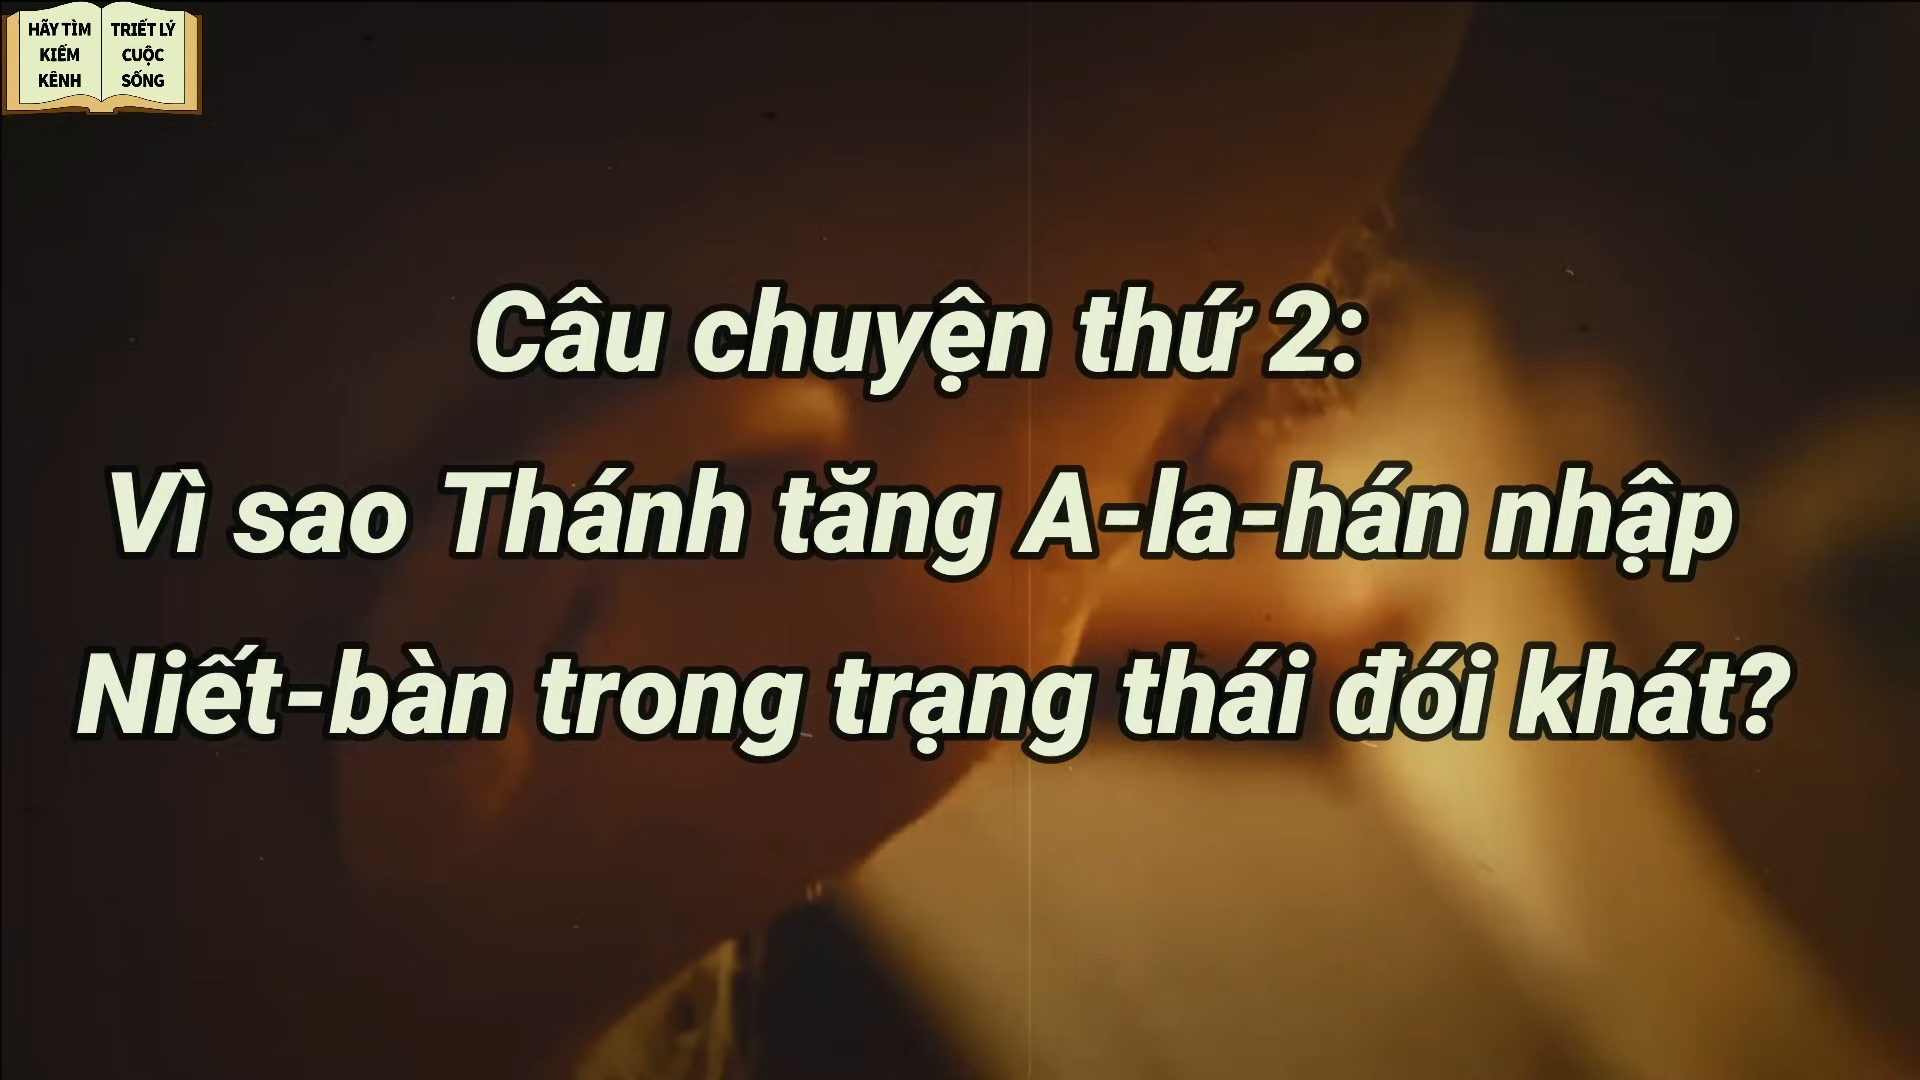 HÃY TÌM
KIẾM
KÊNH
TRIẾT LÝ
CUỘC
SỐNG
Câu chuyện thứ 2:
Vì sao Thánh tăng A-la-hán nhập
Niết-bàn trong trạng thái đói khát?